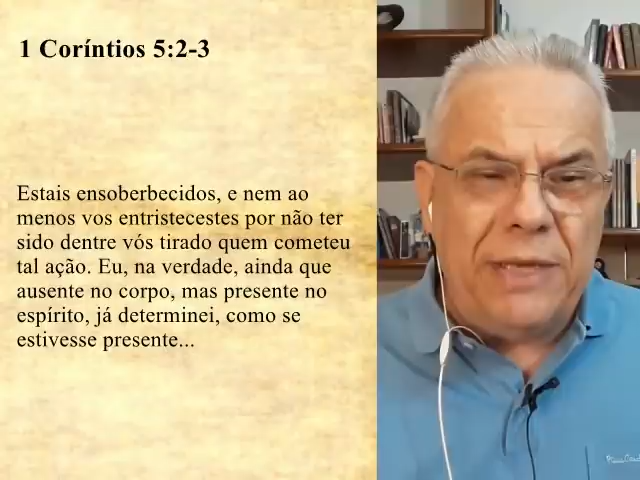 1 Coríntios 5:2-3
Estais ensoberbecidos, e nem ao
menos vos entristecestes por não ter
sido dentre vós tirado quem cometeu
tal ação. Eu, na verdade, ainda que
ausente no corpo, mas presente no
espírito, já determinei, como se
estivesse presente...